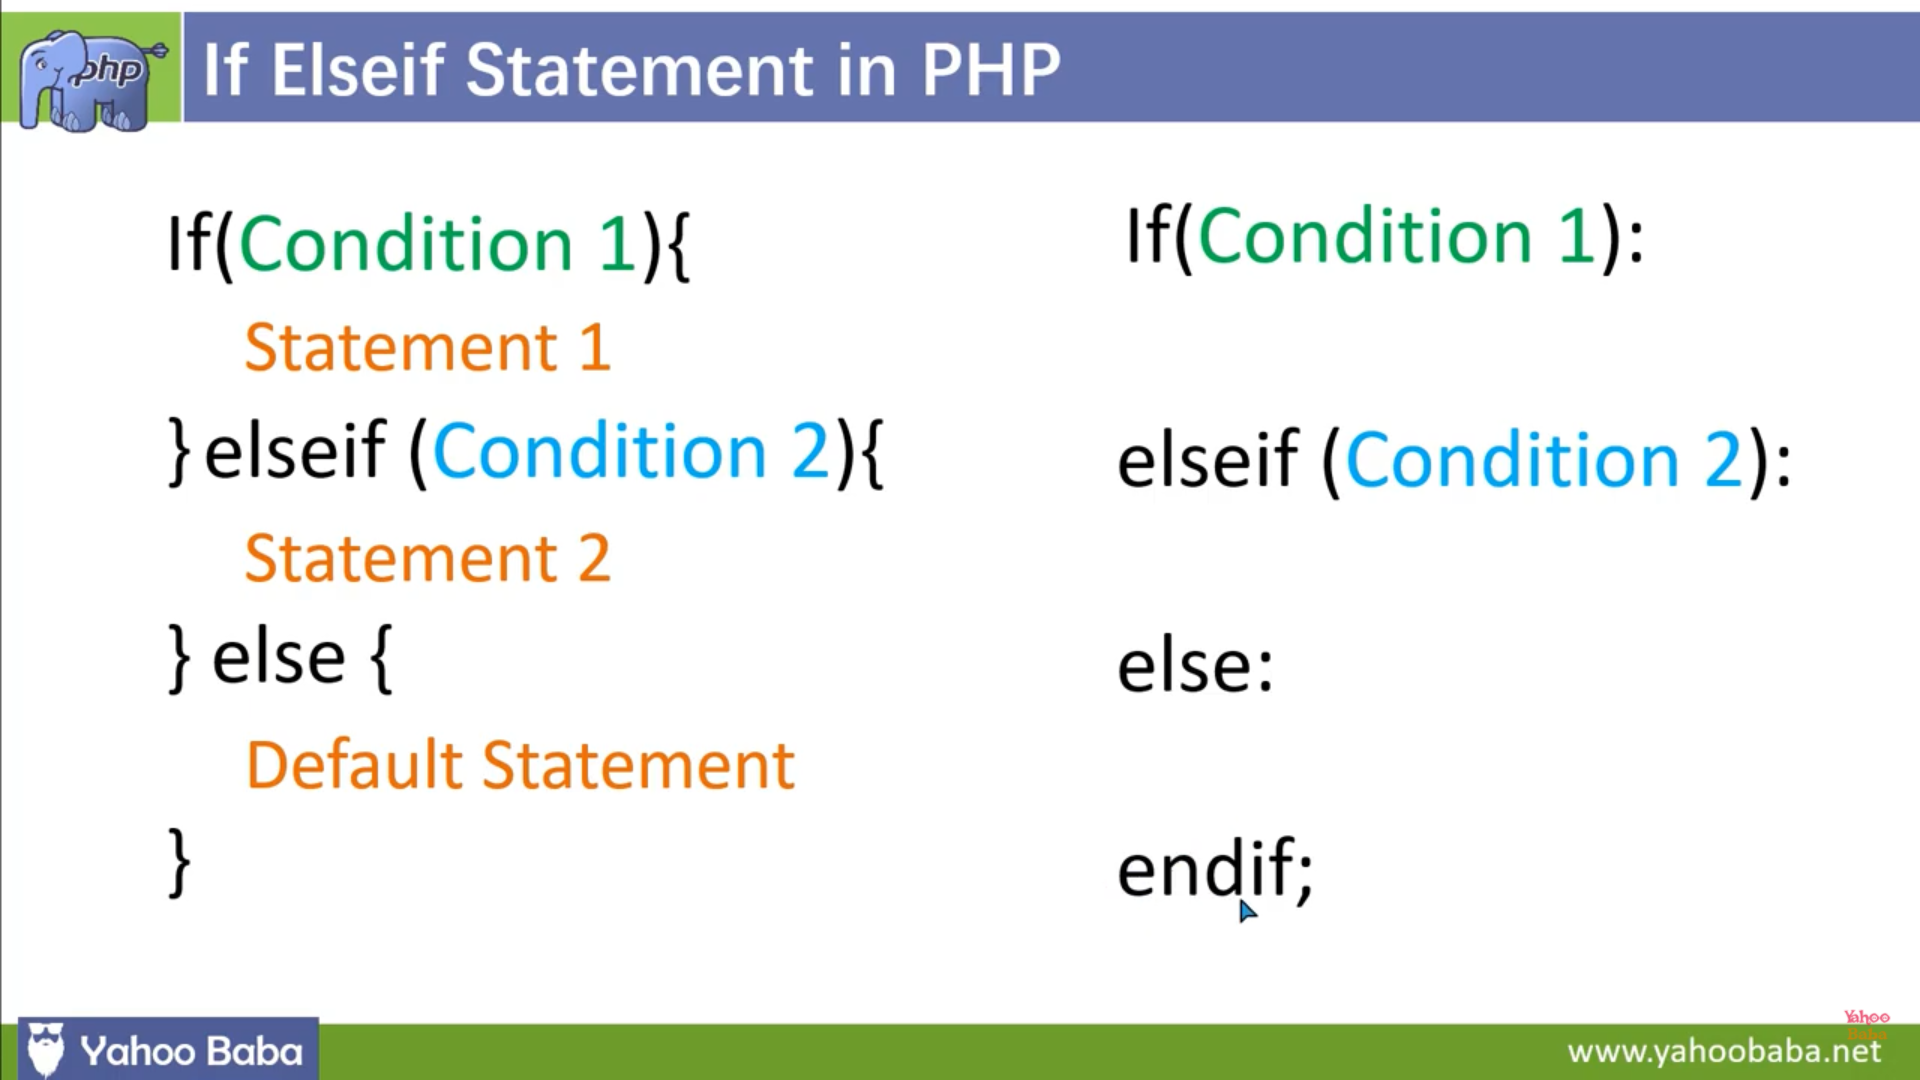 php
If Elseif Statement in PHP
If(Condition 1){
Statement 1
} elseif (Condition 2){
Statement 2
} else {
Default Statement
}
If(Condition 1):
elseif (Condition 2):
else:
endif;
Yahoo Baba
Yahoo
Baba
www.yahoobaba.net